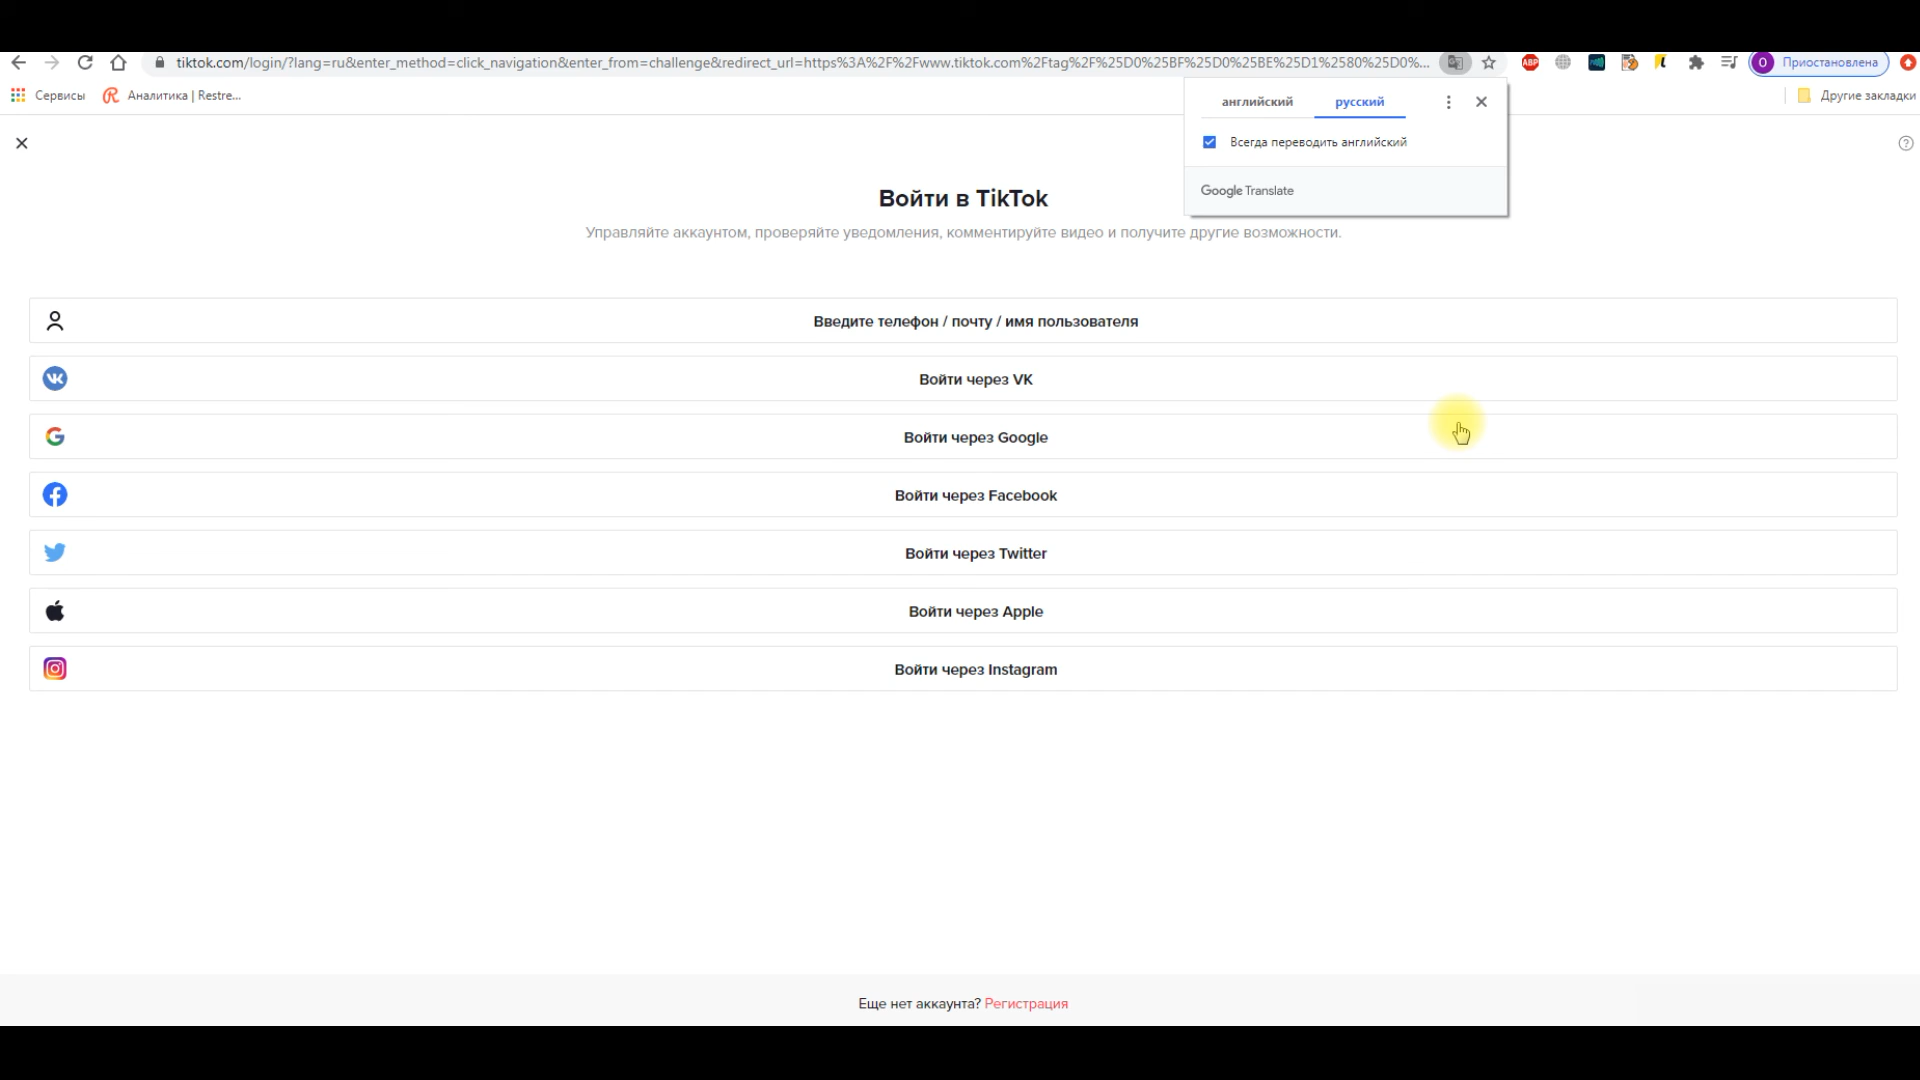 tiktok.com/login/?lang=ru&enter_method=click_navigation&enter_from=challenge&redirect_url=https%3A%2F%2Fwww.tiktok.com%2Ftag%2F%25D0%25BF%25D0%25BE%25D1%2580%25D0%...
ABP
О
Приостановлена
Сервисы
Аналитика | Restre...
Другие закладки
английский
русский
Всегда переводить английский
Google Translate
Войти в TikTok
Управляйте аккаунтом, проверяйте уведомления, комментируйте видео и получите другие возможности.
Введите телефон / почту / имя пользователя
Войти через VK
Войти через Google
Войти через Facebook
Войти через Twitter
Войти через Apple
Войти через Instagram
Еще нет аккаунта? Регистрация